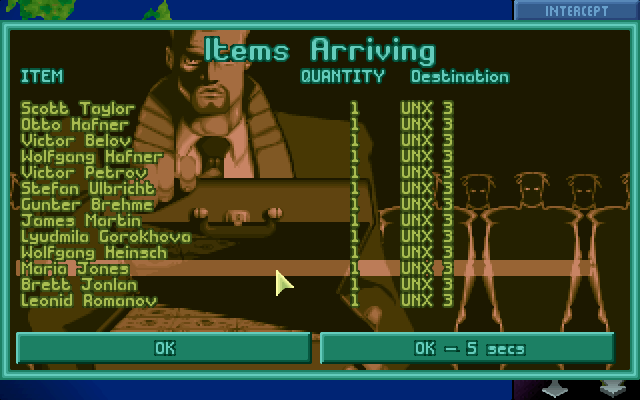 INTERCEPT
Items Arriving
ITEM QUANTITY Destination
Scott Taylor 1 UNX 3
Otto Hafner 1 UNX 3
Victor Belov 1 UNX 3
Wolfgang Hafner 1 UNX 3
Victor Petrov 1 UNX 3
Stefan Ulbricht 1 UNX 3
Gunter Brehme 1 UNX 3
James Martin 1 UNX 3
Lyudmila Gorokhova 1 UNX 3
Wolfgang Heinsch 1 UNX 3
Maria Jones 1 UNX 3
Brett Jonlan 1 UNX 3
Leonid Romanov 1 UNX 3
OK OK — 5 secs